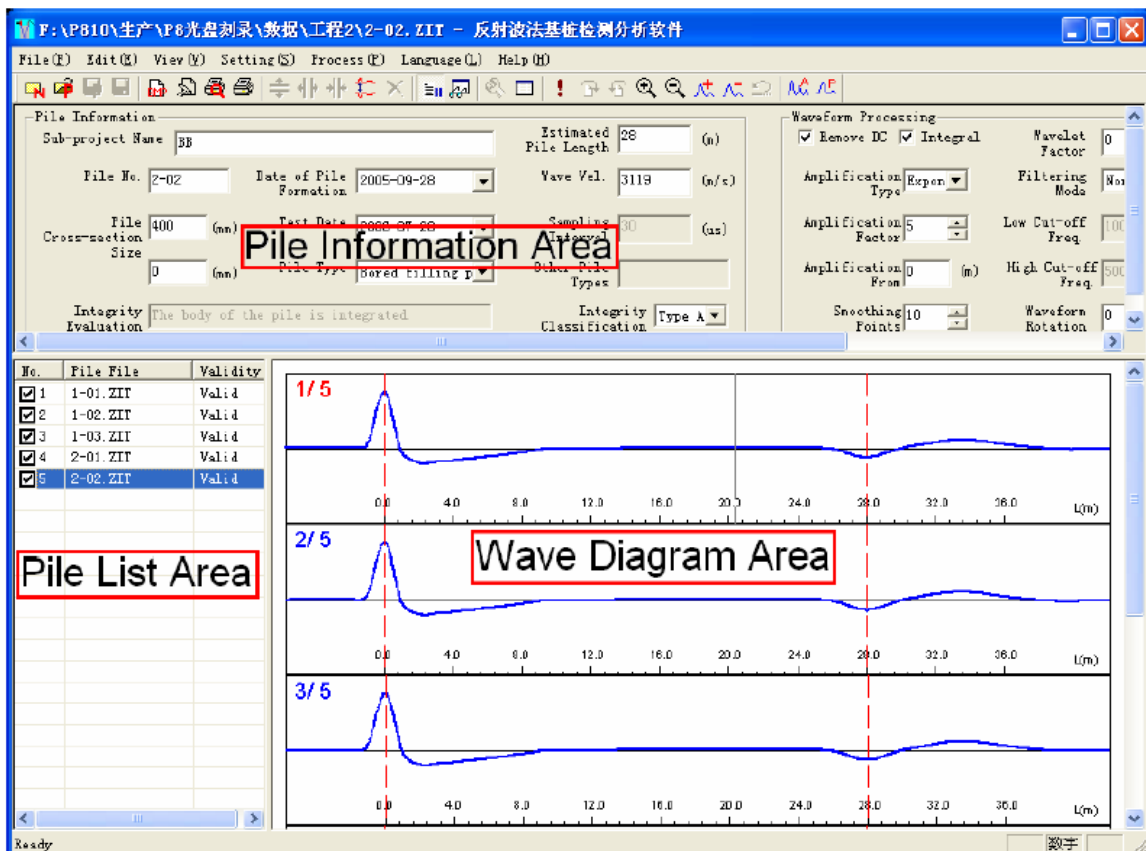 F:\P810\生产\P8光盘刻录\数据\工程2\2-02.ZIT - 反射波法基桩检测分析软件
File(F) Edit(E) View(V) Setting(S) Process(P) Language(L) Help(H)
Pile Information
Sub-project Name BB
Estimated Pile Length 28 (m)
Pile No. 2-02
Date of Pile Formation 2005-09-28
Wave Vel. 3119 (m/s)
Pile Cross-section Size 400 (mm)
Test Date
Sampling Interval 30 (us)
Pile Information Area
0 (mm)
Pile Type Bored filling p
Other Pile Types
Integrity Evaluation The body of the pile is integrated
Integrity Classification Type A
Waveform Processing
Remove DC Integral
Wavelet Factor 0
Amplification Type Expon
Filtering Mode Non
Amplification Factor 5
Low Cut-off Freq. 100
Amplification From 0 (m)
High Cut-off Freq. 500
Smoothing Points 10
Waveform Rotation 0
No. Pile File Validity
1 1-01.ZIT Valid
2 1-02.ZIT Valid
3 1-03.ZIT Valid
4 2-01.ZIT Valid
5 2-02.ZIT Valid
Pile List Area
1/5
0.0 4.0 8.0 12.0 16.0 20.0 24.0 28.0 32.0 36.0 L(m)
2/5
Wave Diagram Area
0.0 4.0 8.0 12.0 16.0 20.0 24.0 28.0 32.0 36.0 L(m)
3/5
0.0 4.0 8.0 12.0 16.0 20.0 24.0 28.0 32.0 36.0 L(m)
Ready
数字